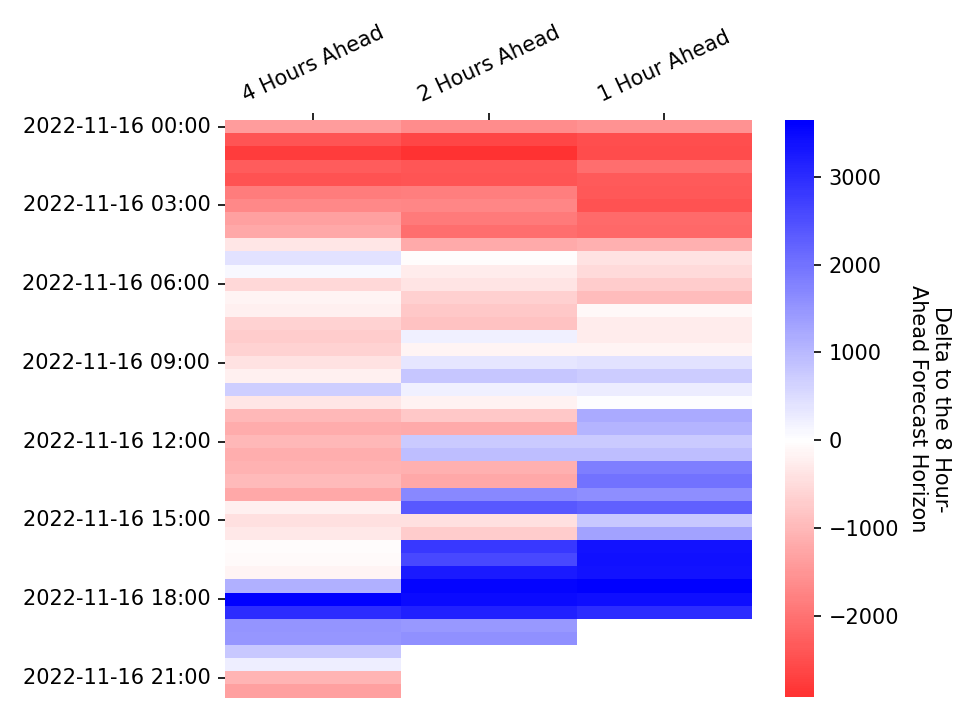 4 Hours Ahead
2 Hours Ahead
1 Hour Ahead
2022-11-16 00:00
2022-11-16 03:00
2022-11-16 06:00
2022-11-16 09:00
2022-11-16 12:00
2022-11-16 15:00
2022-11-16 18:00
2022-11-16 21:00
3000
2000
1000
0
−1000
−2000
Delta to the 8 Hour-
Ahead Forecast Horizon